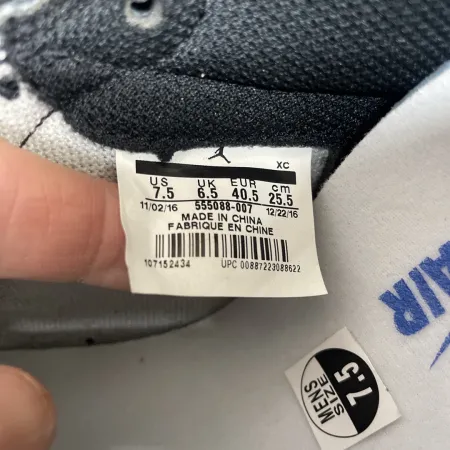 XC
US UK EUR cm
7.5 6.5 40.5 25.5
11/02/16 555088-007 12/22/16
MADE IN CHINA
FABRIQUE EN CHINE
107152434 UPC 00887223088622
AIR
MENS
SIZE
7.5